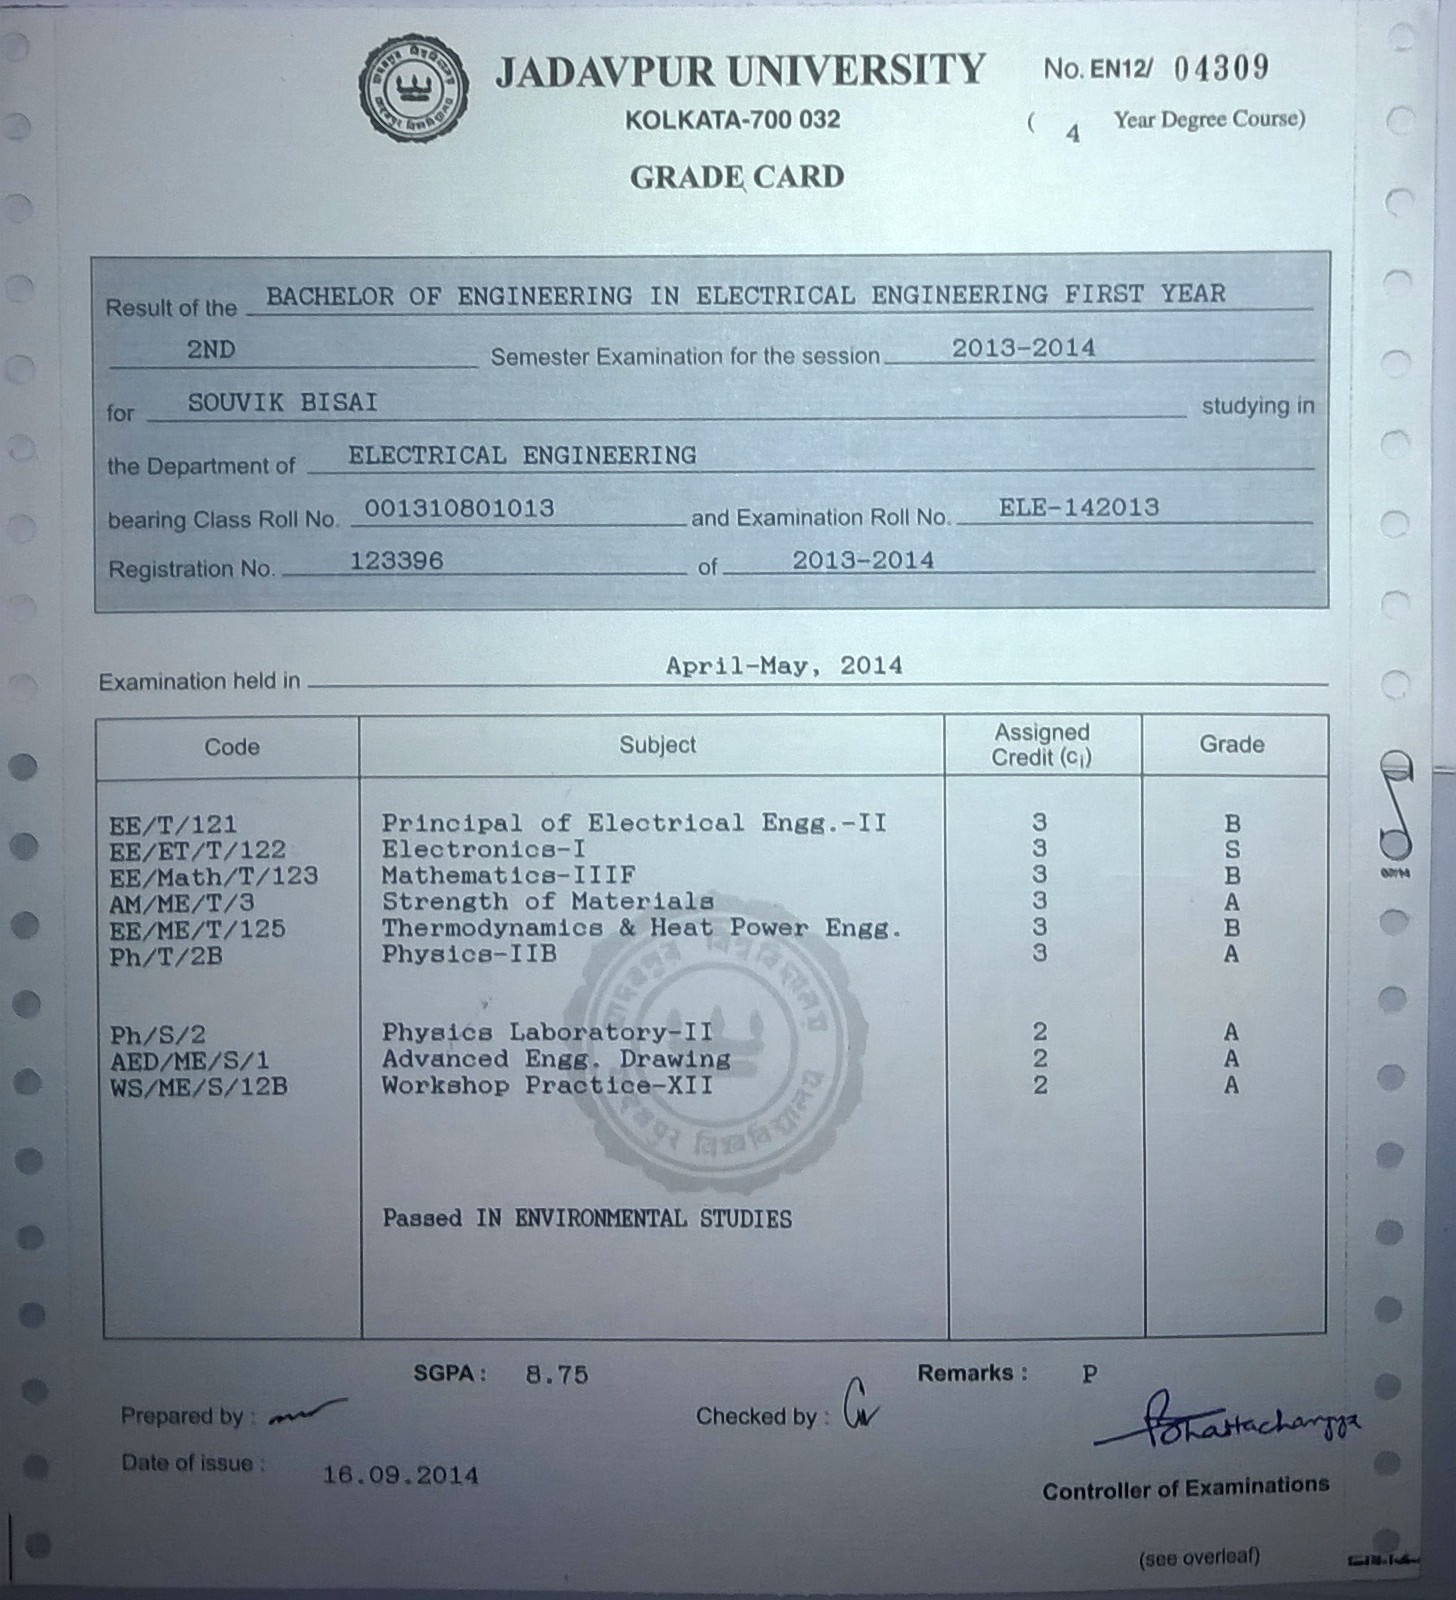 JADAVPUR UNIVERSITY
No. EN12/ 04309
KOLKATA-700 032
( 4 Year Degree Course)
GRADE CARD
Result of the BACHELOR OF ENGINEERING IN ELECTRICAL ENGINEERING FIRST YEAR
2ND Semester Examination for the session 2013-2014
for SOUVIK BISAI studying in
the Department of ELECTRICAL ENGINEERING
bearing Class Roll No. 001310801013 and Examination Roll No. ELE-142013
Registration No. 123396 of 2013-2014
Examination held in April-May, 2014
Code Subject Assigned Credit (ci) Grade
EE/T/121 Principal of Electrical Engg.-II 3 B
EE/ET/T/122 Electronics-I 3 S
EE/Math/T/123 Mathematics-IIIF 3 B
AM/ME/T/3 Strength of Materials 3 A
EE/ME/T/125 Thermodynamics & Heat Power Engg. 3 B
Ph/T/2B Physics-IIB 3 A
Ph/S/2 Physics Laboratory-II 2 A
AED/ME/S/1 Advanced Engg. Drawing 2 A
WS/ME/S/12B Workshop Practice-XII 2 A
যাদবপুর বিশ্ববিদ্যালয়
Passed IN ENVIRONMENTAL STUDIES
SGPA : 8.75 Remarks : P
Prepared by :
Checked by :
Bhattacharyya
Date of issue : 16.09.2014
Controller of Examinations
(see overleaf)